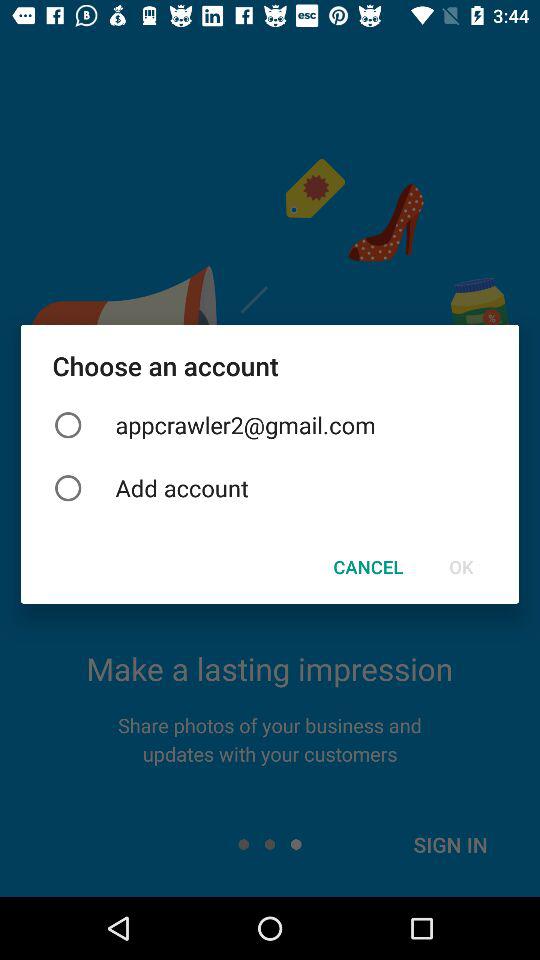 esc 3:44
Choose an account
appcrawler2@gmail.com
Add account
CANCEL OK
Make a lasting impression
Share photos of your business and
updates with your customers
SIGN IN